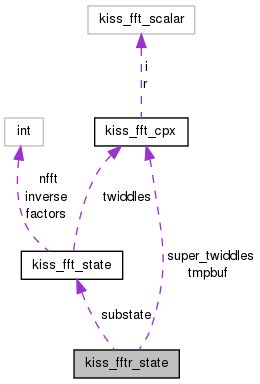 kiss_fft_scalar
i
r
int
kiss_fft_cpx
nfft
inverse
factors
twiddles
kiss_fft_state
super_twiddles
tmpbuf
substate
kiss_fftr_state